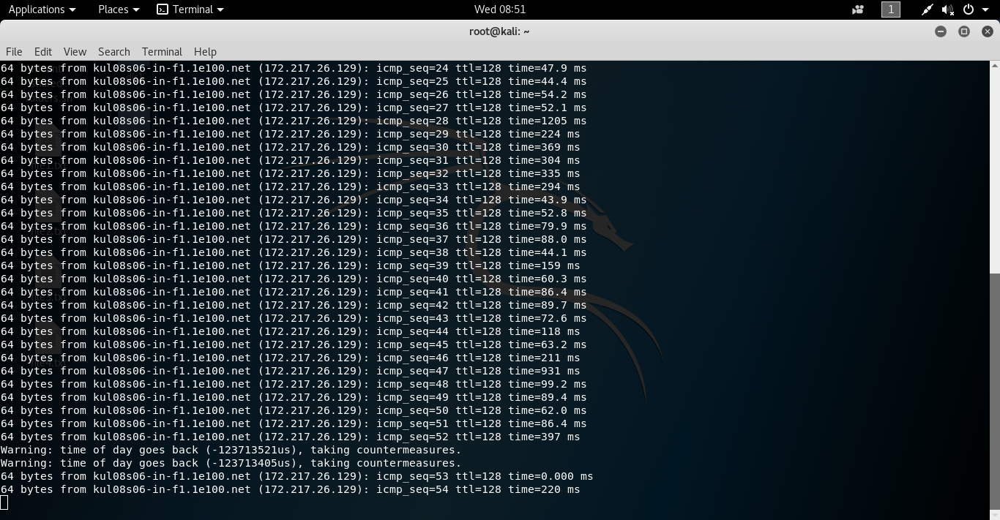 Applications Places Terminal Wed 08:51 1
root@kali: ~
File Edit View Search Terminal Help
64 bytes from kul08s06-in-f1.1e100.net (172.217.26.129): icmp_seq=24 ttl=128 time=47.9 ms
64 bytes from kul08s06-in-f1.1e100.net (172.217.26.129): icmp_seq=25 ttl=128 time=44.4 ms
64 bytes from kul08s06-in-f1.1e100.net (172.217.26.129): icmp_seq=26 ttl=128 time=54.2 ms
64 bytes from kul08s06-in-f1.1e100.net (172.217.26.129): icmp_seq=27 ttl=128 time=52.1 ms
64 bytes from kul08s06-in-f1.1e100.net (172.217.26.129): icmp_seq=28 ttl=128 time=1205 ms
64 bytes from kul08s06-in-f1.1e100.net (172.217.26.129): icmp_seq=29 ttl=128 time=224 ms
64 bytes from kul08s06-in-f1.1e100.net (172.217.26.129): icmp_seq=30 ttl=128 time=369 ms
64 bytes from kul08s06-in-f1.1e100.net (172.217.26.129): icmp_seq=31 ttl=128 time=304 ms
64 bytes from kul08s06-in-f1.1e100.net (172.217.26.129): icmp_seq=32 ttl=128 time=335 ms
64 bytes from kul08s06-in-f1.1e100.net (172.217.26.129): icmp_seq=33 ttl=128 time=294 ms
64 bytes from kul08s06-in-f1.1e100.net (172.217.26.129): icmp_seq=34 ttl=128 time=43.9 ms
64 bytes from kul08s06-in-f1.1e100.net (172.217.26.129): icmp_seq=35 ttl=128 time=52.8 ms
64 bytes from kul08s06-in-f1.1e100.net (172.217.26.129): icmp_seq=36 ttl=128 time=79.9 ms
64 bytes from kul08s06-in-f1.1e100.net (172.217.26.129): icmp_seq=37 ttl=128 time=88.0 ms
64 bytes from kul08s06-in-f1.1e100.net (172.217.26.129): icmp_seq=38 ttl=128 time=44.1 ms
64 bytes from kul08s06-in-f1.1e100.net (172.217.26.129): icmp_seq=39 ttl=128 time=159 ms
64 bytes from kul08s06-in-f1.1e100.net (172.217.26.129): icmp_seq=40 ttl=128 time=60.3 ms
64 bytes from kul08s06-in-f1.1e100.net (172.217.26.129): icmp_seq=41 ttl=128 time=86.4 ms
64 bytes from kul08s06-in-f1.1e100.net (172.217.26.129): icmp_seq=42 ttl=128 time=89.7 ms
64 bytes from kul08s06-in-f1.1e100.net (172.217.26.129): icmp_seq=43 ttl=128 time=72.6 ms
64 bytes from kul08s06-in-f1.1e100.net (172.217.26.129): icmp_seq=44 ttl=128 time=118 ms
64 bytes from kul08s06-in-f1.1e100.net (172.217.26.129): icmp_seq=45 ttl=128 time=63.2 ms
64 bytes from kul08s06-in-f1.1e100.net (172.217.26.129): icmp_seq=46 ttl=128 time=211 ms
64 bytes from kul08s06-in-f1.1e100.net (172.217.26.129): icmp_seq=47 ttl=128 time=931 ms
64 bytes from kul08s06-in-f1.1e100.net (172.217.26.129): icmp_seq=48 ttl=128 time=99.2 ms
64 bytes from kul08s06-in-f1.1e100.net (172.217.26.129): icmp_seq=49 ttl=128 time=89.4 ms
64 bytes from kul08s06-in-f1.1e100.net (172.217.26.129): icmp_seq=50 ttl=128 time=62.0 ms
64 bytes from kul08s06-in-f1.1e100.net (172.217.26.129): icmp_seq=51 ttl=128 time=86.4 ms
64 bytes from kul08s06-in-f1.1e100.net (172.217.26.129): icmp_seq=52 ttl=128 time=397 ms
Warning: time of day goes back (-123713521us), taking countermeasures.
Warning: time of day goes back (-123713405us), taking countermeasures.
64 bytes from kul08s06-in-f1.1e100.net (172.217.26.129): icmp_seq=53 ttl=128 time=0.000 ms
64 bytes from kul08s06-in-f1.1e100.net (172.217.26.129): icmp_seq=54 ttl=128 time=220 ms